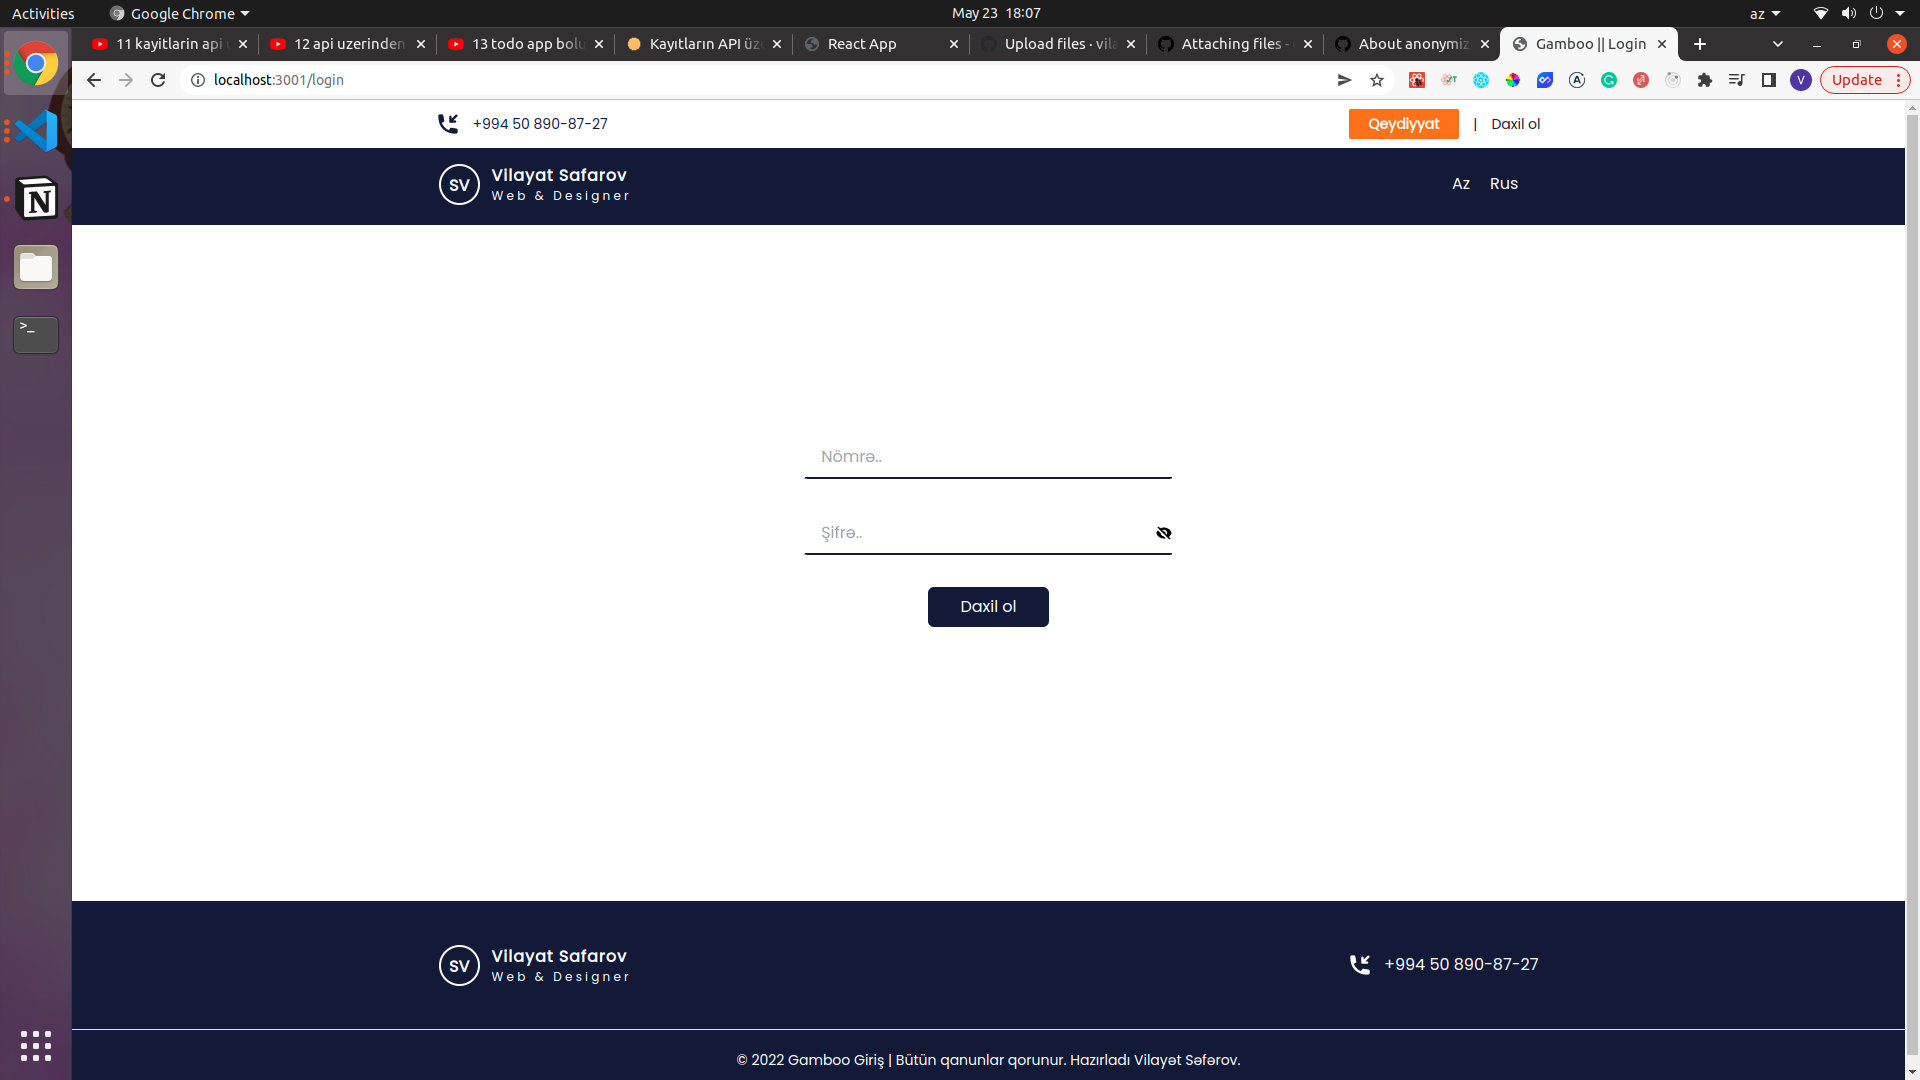 Activities
Google Chrome
May 23 18:07
az
11 kayitlarin api
12 api uzerinden
13 todo app bolu
Kayıtların API üz
React App
Upload files · vila
Attaching files -
About anonymiz
Gamboo || Login
localhost:3001/login
V
Update
+994 50 890-87-27
Qeydiyyat
|
Daxil ol
SV
Vilayat Safarov
Web & Designer
Az
Rus
Nömrə..
Şifrə..
Daxil ol
SV
Vilayat Safarov
Web & Designer
+994 50 890-87-27
© 2022 Gamboo Giriş | Bütün qanunlar qorunur. Hazırladı Vilayət Səfərov.